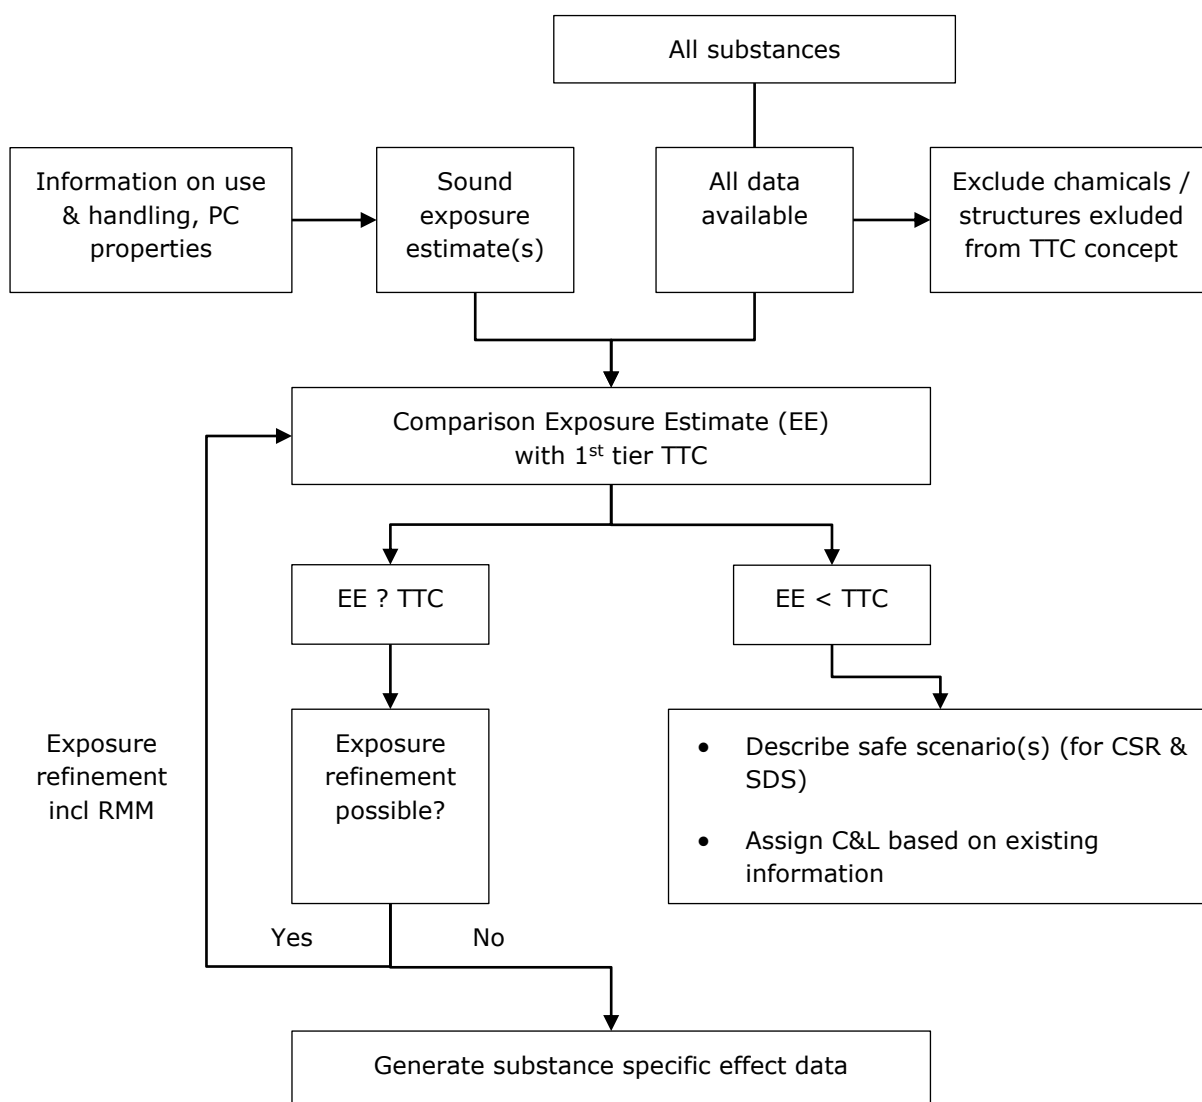 All substances
Information on use
& handling, PC
properties
Sound
exposure
estimate(s)
All data
available
Exclude chamicals /
structures exluded
from TTC concept
Comparison Exposure Estimate (EE)
with 1st tier TTC
EE ? TTC
EE < TTC
Exposure
refinement
incl RMM
Exposure
refinement
possible?
• Describe safe scenario(s) (for CSR &
SDS)
• Assign C&L based on existing
information
Yes
No
Generate substance specific effect data